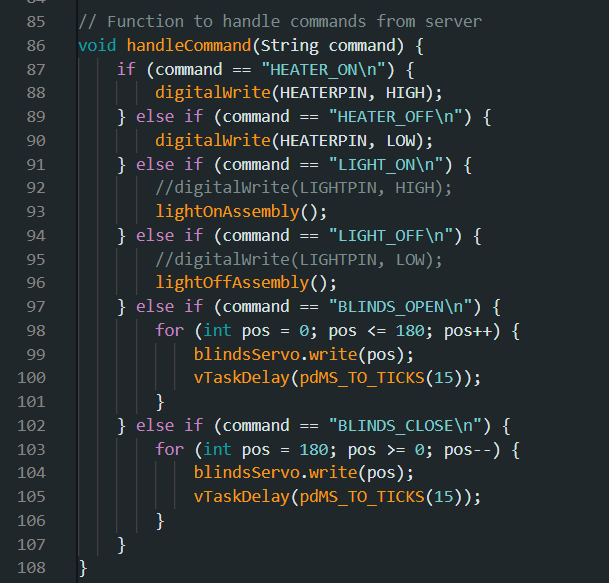 85 // Function to handle commands from server
86 void handleCommand(String command) {
87     if (command == "HEATER_ON\n") {
88         digitalWrite(HEATERPIN, HIGH);
89     } else if (command == "HEATER_OFF\n") {
90         digitalWrite(HEATERPIN, LOW);
91     } else if (command == "LIGHT_ON\n") {
92         //digitalWrite(LIGHTPIN, HIGH);
93         lightOnAssembly();
94     } else if (command == "LIGHT_OFF\n") {
95         //digitalWrite(LIGHTPIN, LOW);
96         lightOffAssembly();
97     } else if (command == "BLINDS_OPEN\n") {
98         for (int pos = 0; pos <= 180; pos++) {
99             blindsServo.write(pos);
100             vTaskDelay(pdMS_TO_TICKS(15));
101         }
102     } else if (command == "BLINDS_CLOSE\n") {
103         for (int pos = 180; pos >= 0; pos--) {
104             blindsServo.write(pos);
105             vTaskDelay(pdMS_TO_TICKS(15));
106         }
107     }
108 }